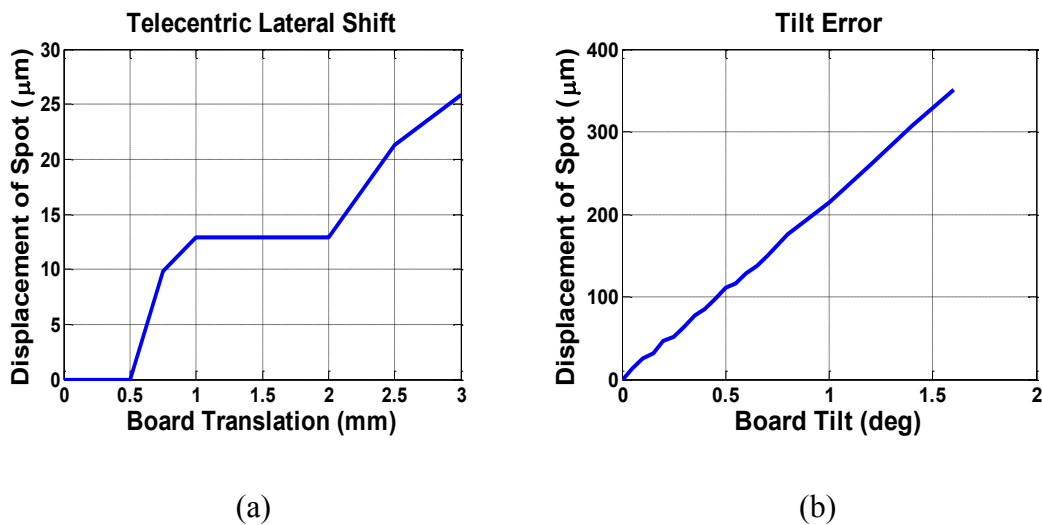 Telecentric Lateral Shift
30
25
20
15
10
5
0
0 0.5 1 1.5 2 2.5 3
Displacement of Spot (μm)
Board Translation (mm)
(a)
Tilt Error
400
300
200
100
0
0 0.5 1 1.5 2
Displacement of Spot (μm)
Board Tilt (deg)
(b)